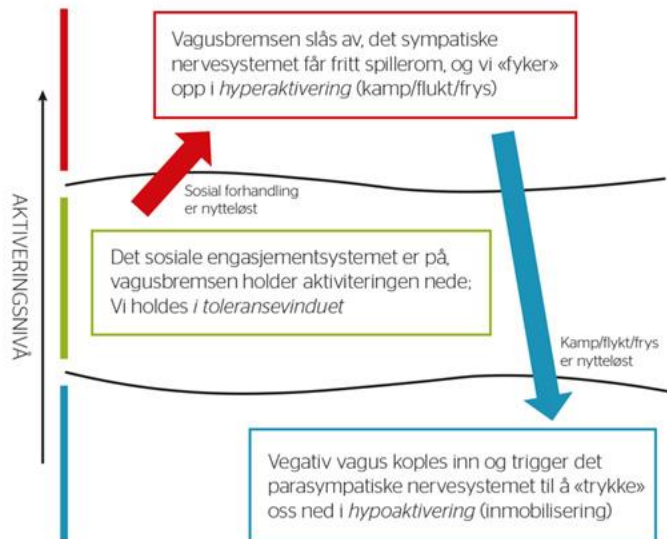 Vagusbremsen slås av, det sympatiske
nervesystemet får fritt spillerom, og vi «fyker»
opp i hyperaktivering (kamp/flukt/frys)
AKTIVERINGSNIVÅ
Sosial forhandling
er nytteløst
Det sosiale engasjementsystemet er på,
vagusbremsen holder aktiviteringen nede;
Vi holdes i toleransevinduet
Kamp/flykt/frys
er nytteløst
Vegativ vagus koples inn og trigger det
parasympatiske nervesystemet til å «trykke»
oss ned i hypoaktivering (inmobilisering)